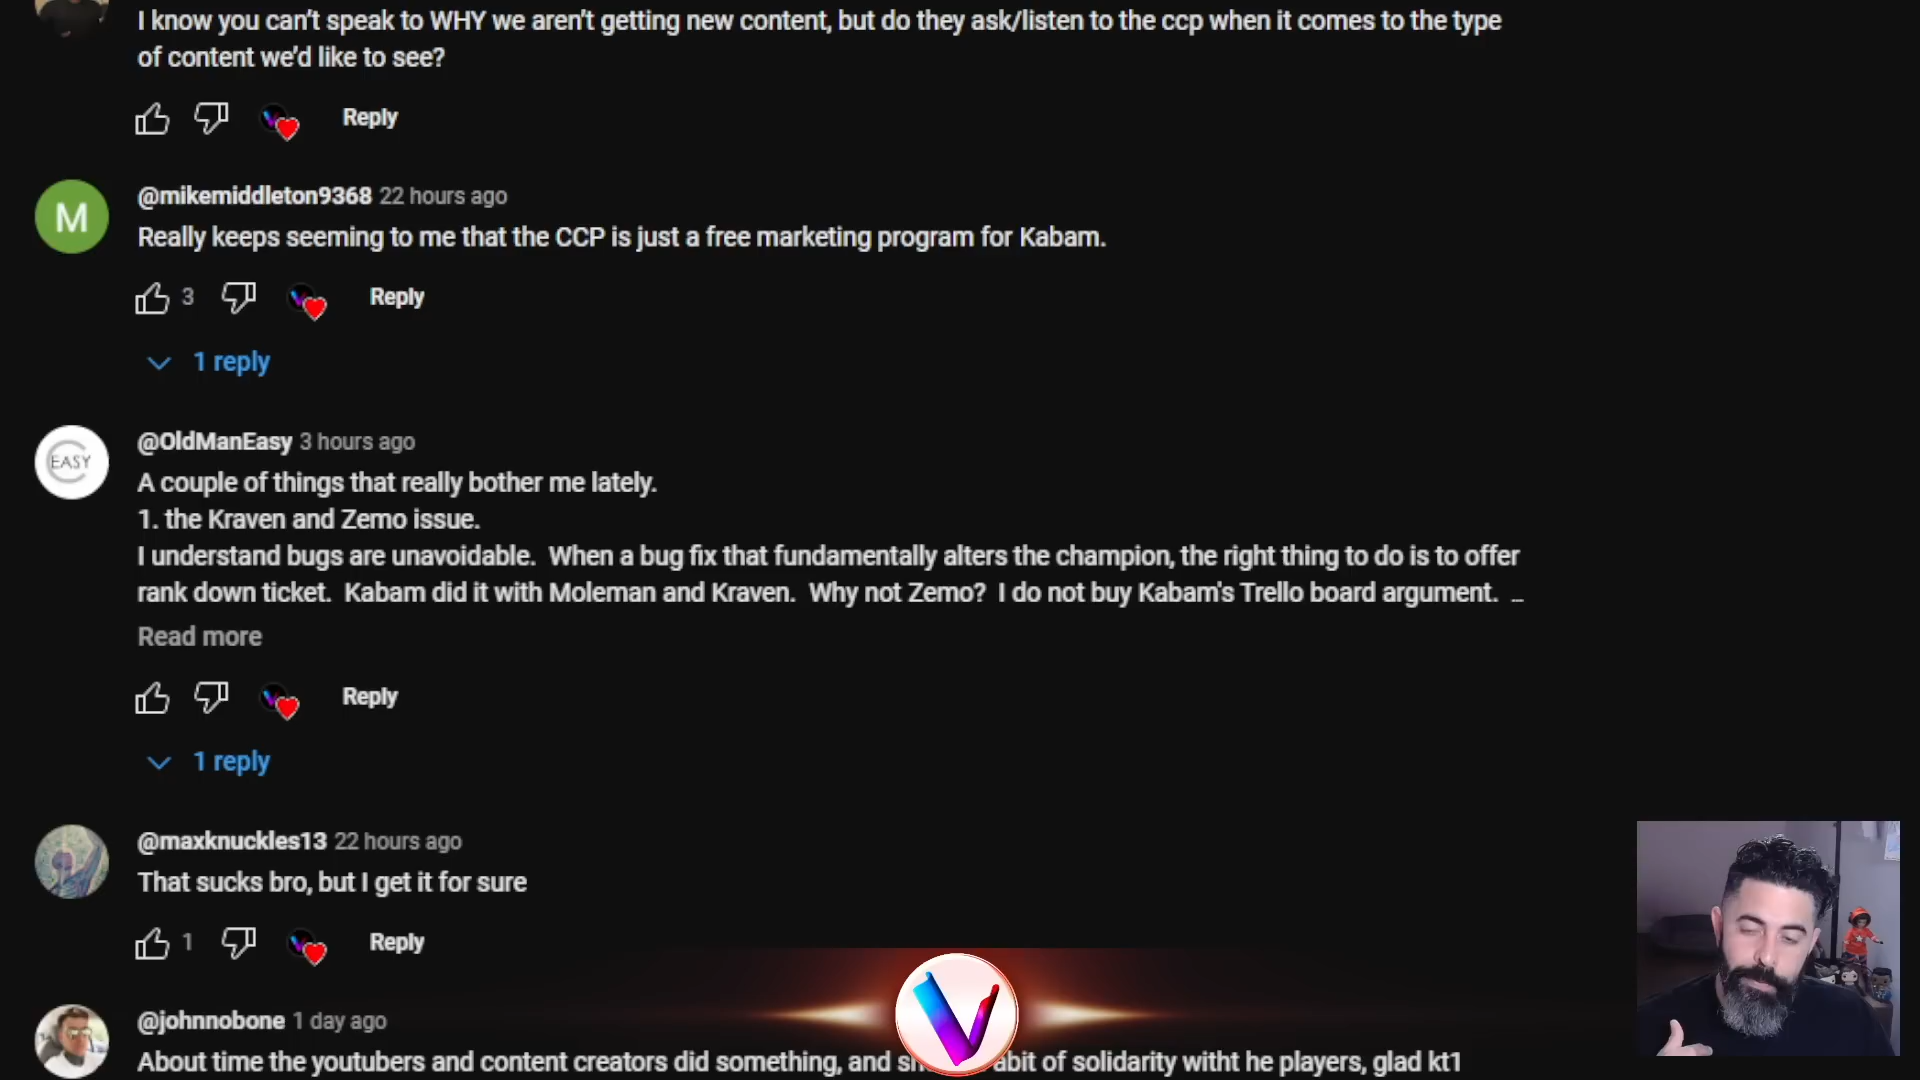 I know you can't speak to WHY we aren't getting new content, but do they ask/listen to the ccp when it comes to the type
of content we'd like to see?
Reply
M
@mikemiddleton9368 22 hours ago
Really keeps seeming to me that the CCP is just a free marketing program for Kabam.
3 Reply
1 reply
EASY
@OldManEasy 3 hours ago
A couple of things that really bother me lately.
1. the Kraven and Zemo issue.
I understand bugs are unavoidable.  When a bug fix that fundamentally alters the champion, the right thing to do is to offer
rank down ticket.  Kabam did it with Moleman and Kraven.  Why not Zemo?  I do not buy Kabam's Trello board argument.  ...
Read more
Reply
1 reply
@maxknuckles13 22 hours ago
That sucks bro, but I get it for sure
1 Reply
@johnnobone 1 day ago
V
About time the youtubers and content creators did something, and of solidarity witht he players, glad kt1